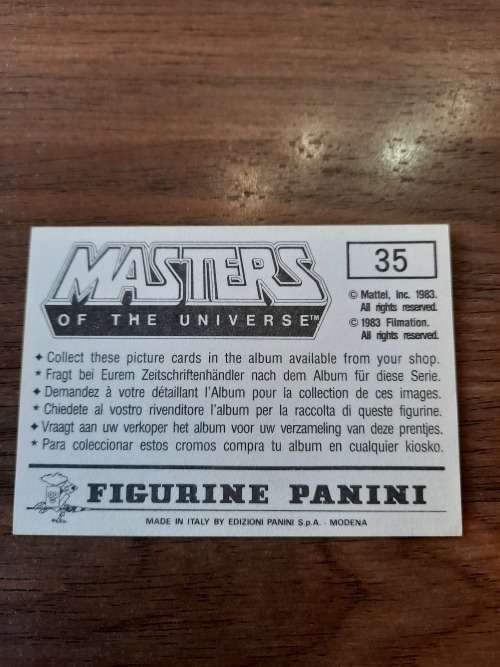 MASTERS
OF THE UNIVERSE™
35
© Mattel, Inc. 1983.
All rights reserved.
© 1983 Filmation.
All rights reserved.
✦ Collect these picture cards in the album available from your shop.
★ Fragt bei Eurem Zeitschriftenhändler nach dem Album für diese Serie.
✦ Demandez à votre détaillant l'Album pour la collection de ces images.
★ Chiedete al vostro rivenditore l'album per la raccolta di queste figurine.
✦ Vraagt aan uw verkoper het album voor uw verzameling van deze prentjes.
★ Para coleccionar estos cromos compra tu album en cualquier kiosko.
FIGURINE PANINI
MADE IN ITALY BY EDIZIONI PANINI S.p.A. - MODENA